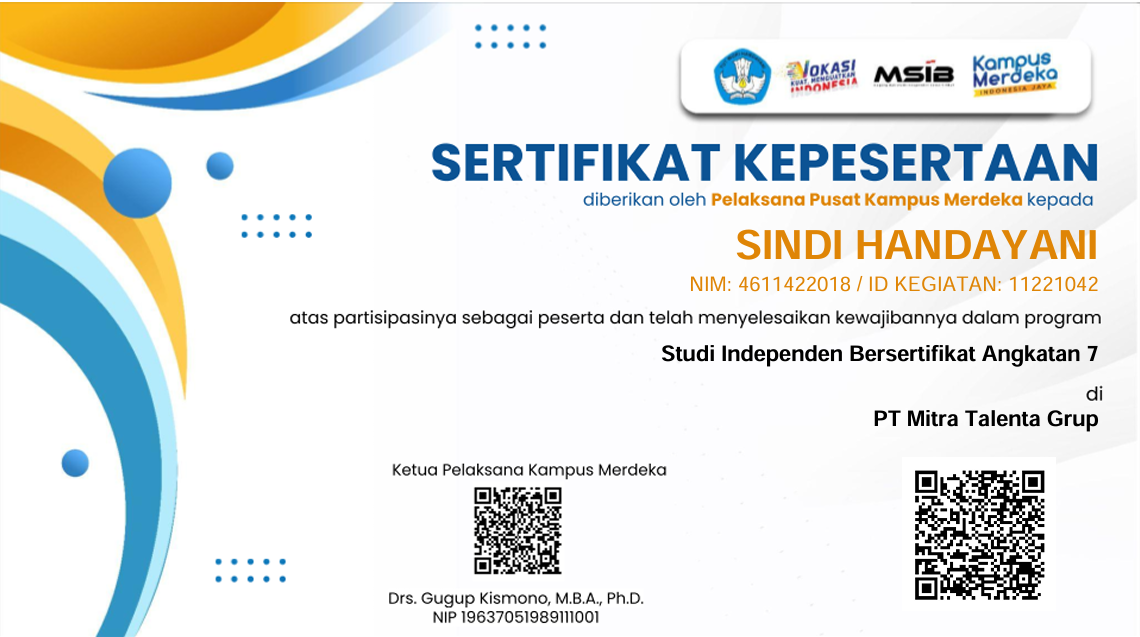 VOKASI
KUAT, MENGUATKAN
INDONESIA
MSIB
Kampus
Merdeka
INDONESIA JAYA
SERTIFIKAT KEPESERTAAN
diberikan oleh Pelaksana Pusat Kampus Merdeka kepada
SINDI HANDAYANI
NIM: 4611422018 / ID KEGIATAN: 11221042
atas partisipasinya sebagai peserta dan telah menyelesaikan kewajibannya dalam program
Studi Independen Bersertifikat Angkatan 7
di
PT Mitra Talenta Grup
Ketua Pelaksana Kampus Merdeka
Drs. Gugup Kismono, M.B.A., Ph.D.
NIP 19637051989111001